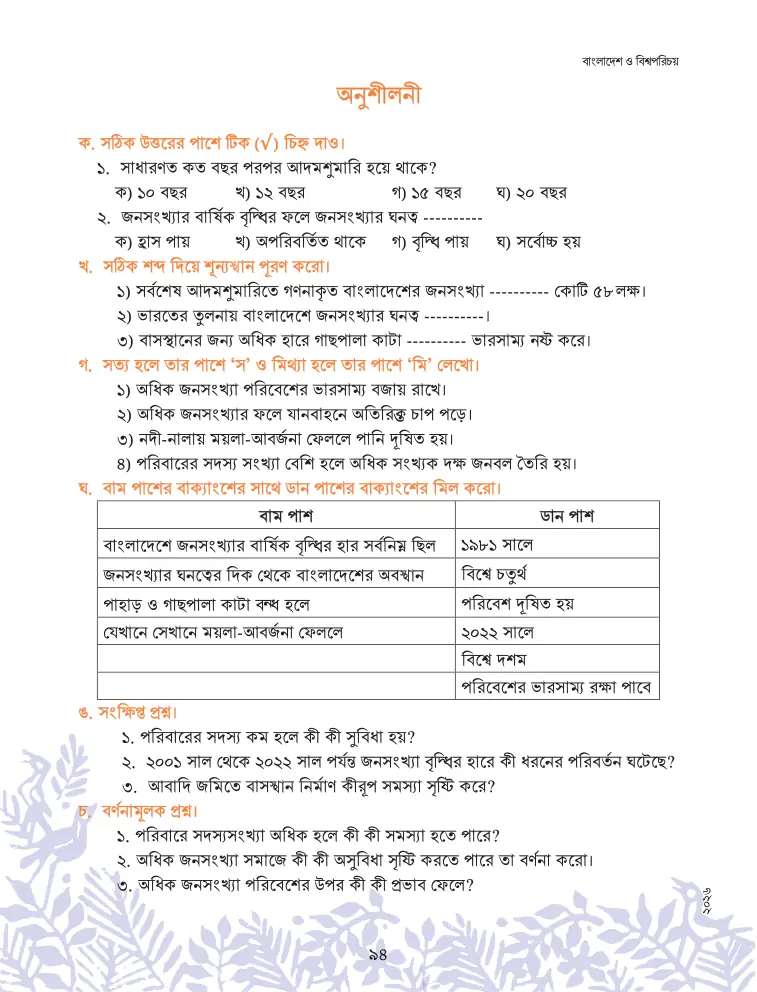 বাংলাদেশ ও বিশ্বপরিচয়
অনুশীলনী
ক. সঠিক উত্তরের পাশে টিক (√) চিহ্ন দাও।
১. সাধারণত কত বছর পরপর আদমশুমারি হয়ে থাকে?
ক) ১০ বছর খ) ১২ বছর গ) ১৫ বছর ঘ) ২০ বছর
২. জনসংখ্যার বার্ষিক বৃদ্ধির ফলে জনসংখ্যার ঘনত্ব ----------
ক) হ্রাস পায় খ) অপরিবর্তিত থাকে গ) বৃদ্ধি পায় ঘ) সর্বোচ্চ হয়
খ. সঠিক শব্দ দিয়ে শূন্যস্থান পূরণ করো।
১) সর্বশেষ আদমশুমারিতে গণনাকৃত বাংলাদেশের জনসংখ্যা ---------- কোটি ৫৮লক্ষ।
২) ভারতের তুলনায় বাংলাদেশে জনসংখ্যার ঘনত্ব ----------।
৩) বাসস্থানের জন্য অধিক হারে গাছপালা কাটা ---------- ভারসাম্য নষ্ট করে।
গ. সত্য হলে তার পাশে ‘স’ ও মিথ্যা হলে তার পাশে ‘মি’ লেখো।
১) অধিক জনসংখ্যা পরিবেশের ভারসাম্য বজায় রাখে।
২) অধিক জনসংখ্যার ফলে যানবাহনে অতিরিক্ত চাপ পড়ে।
৩) নদী-নালায় ময়লা-আবর্জনা ফেললে পানি দূষিত হয়।
৪) পরিবারের সদস্য সংখ্যা বেশি হলে অধিক সংখ্যক দক্ষ জনবল তৈরি হয়।
ঘ. বাম পাশের বাক্যাংশের সাথে ডান পাশের বাক্যাংশের মিল করো।
বাম পাশ ডান পাশ
বাংলাদেশে জনসংখ্যার বার্ষিক বৃদ্ধির হার সর্বনিম্ন ছিল ১৯৮১ সালে
জনসংখ্যার ঘনত্বের দিক থেকে বাংলাদেশের অবস্থান বিশ্বে চতুর্থ
পাহাড় ও গাছপালা কাটা বন্ধ হলে পরিবেশ দূষিত হয়
যেখানে সেখানে ময়লা-আবর্জনা ফেললে ২০২২ সালে
বিশ্বে দশম
পরিবেশের ভারসাম্য রক্ষা পাবে
ঙ. সংক্ষিপ্ত প্রশ্ন।
১. পরিবারের সদস্য কম হলে কী কী সুবিধা হয়?
২. ২০০১ সাল থেকে ২০২২ সাল পর্যন্ত জনসংখ্যা বৃদ্ধির হারে কী ধরনের পরিবর্তন ঘটেছে?
৩. আবাদি জমিতে বাসস্থান নির্মাণ কীরূপ সমস্যা সৃষ্টি করে?
চ. বর্ণনামূলক প্রশ্ন।
১. পরিবারে সদস্যসংখ্যা অধিক হলে কী কী সমস্যা হতে পারে?
২. অধিক জনসংখ্যা সমাজে কী কী অসুবিধা সৃষ্টি করতে পারে তা বর্ণনা করো।
৩. অধিক জনসংখ্যা পরিবেশের উপর কী কী প্রভাব ফেলে?
২০২৬
৯৪